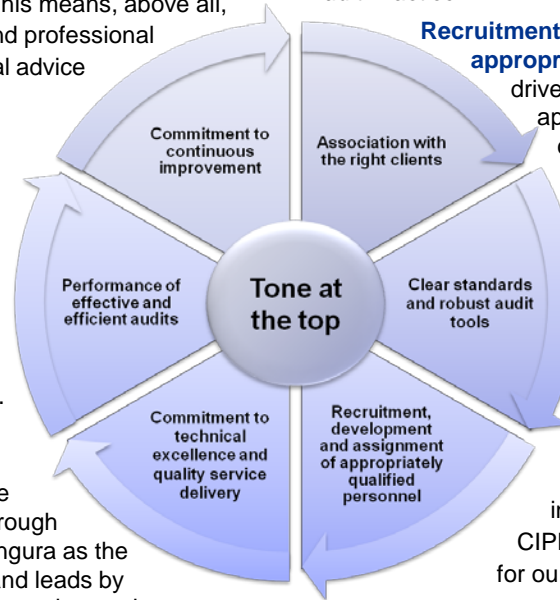 his means, above all,
nd professional
al advice
Recruitment
appropr
drive
ap
Commitment to
continuous
improvement
Association with
the right clients
Performance of
effective and
efficient audits
Tone at
the top
Clear standards
and robust audit
tools
Commitment to
technical
excellence and
quality service
delivery
Recruitment,
development
and assignment
of appropriately
qualified
personnel
rough
ngura as the
and leads by
in
CIPI
for ou